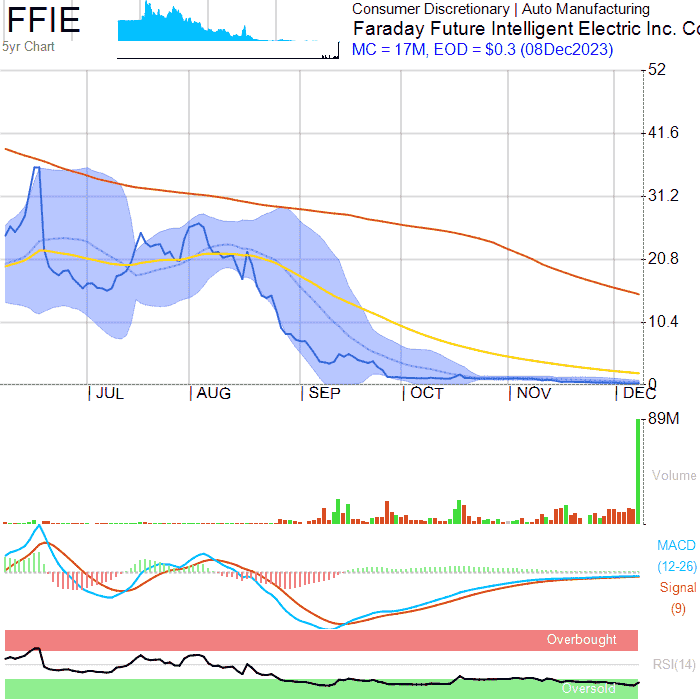 FFIE
5yr Chart
Consumer Discretionary | Auto Manufacturing
Faraday Future Intelligent Electric Inc. Co
MC = 17M, EOD = $0.3 (08Dec2023)
52
41.6
31.2
20.8
10.4
0
JUL AUG SEP OCT NOV DEC
89M
Volume
MACD
(12-26)
Signal
(9)
Overbought
RSI(14)
Oversold